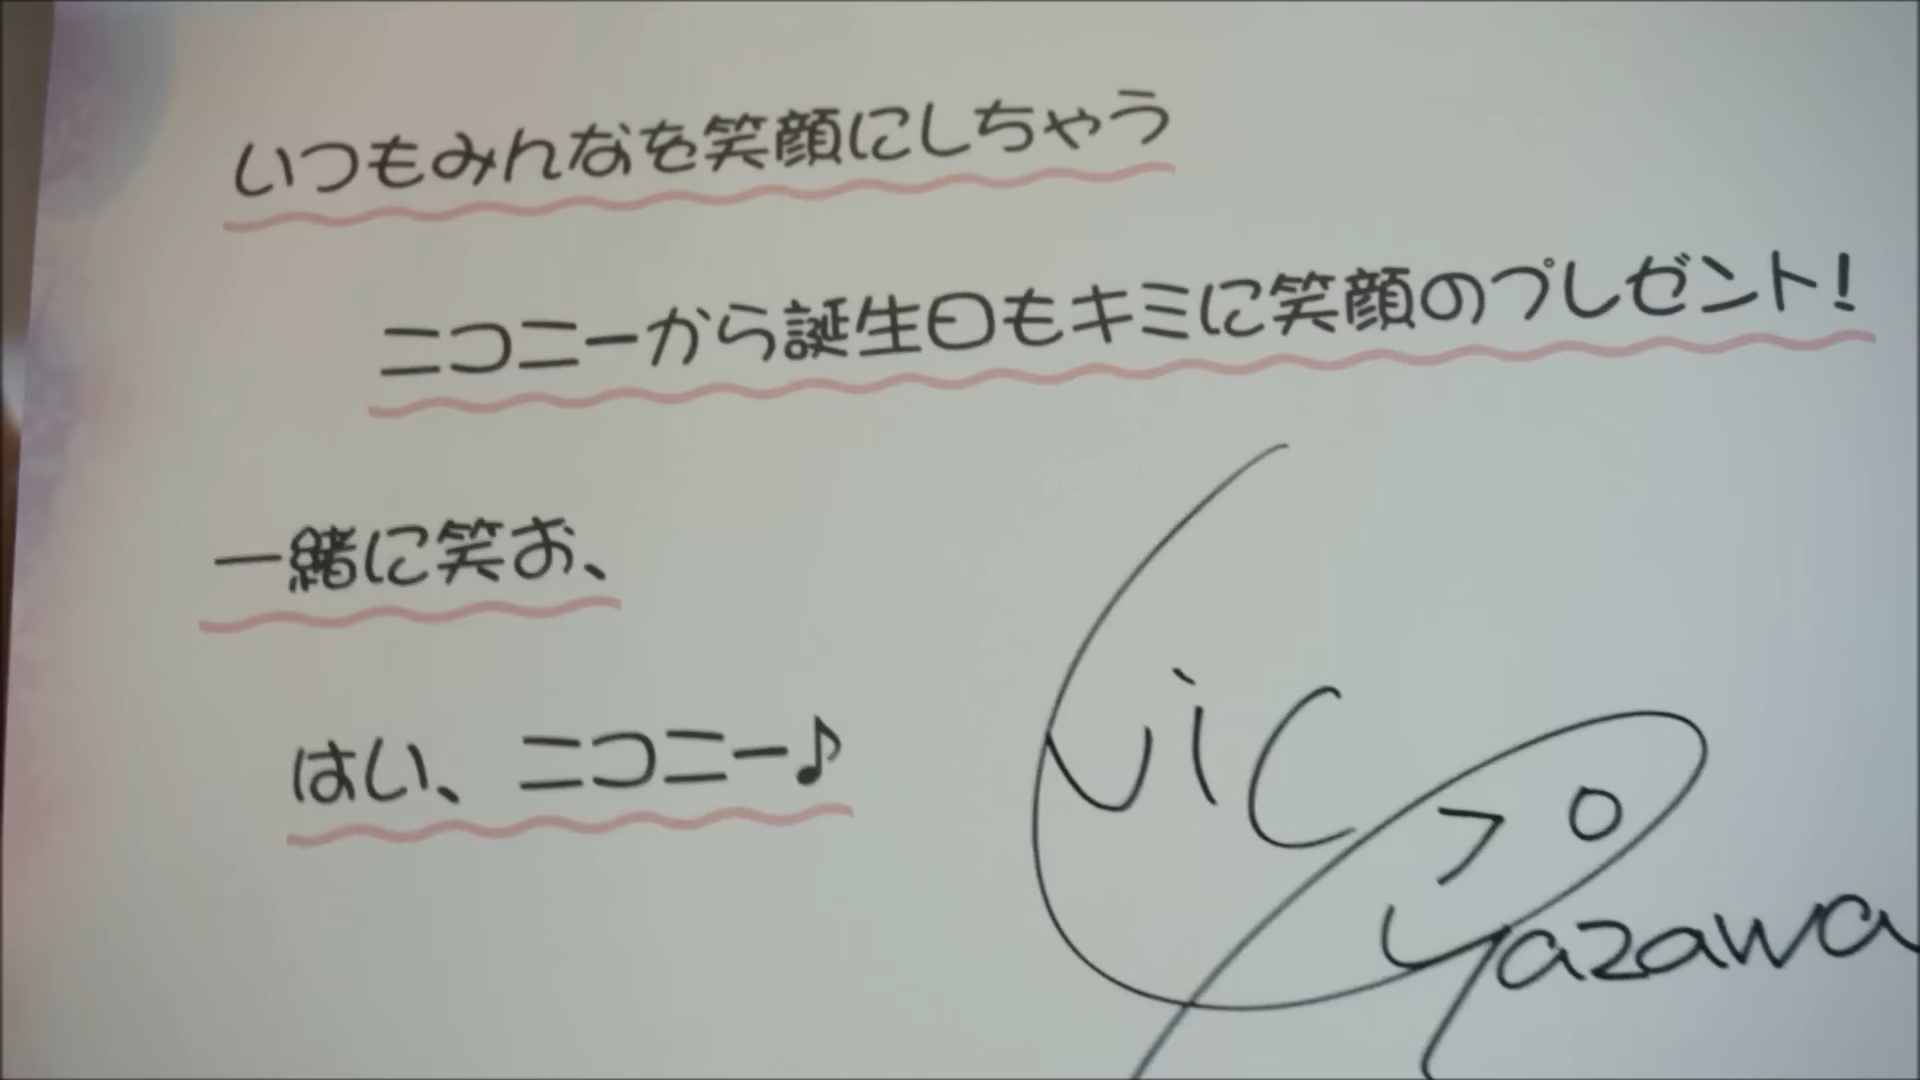 いつもみんなを笑顔にしちゃう
ニコニーから誕生日もキミに笑顔のプレゼント!
一緒に笑お、
はい、ニコニー♪
Nico
Yazawa